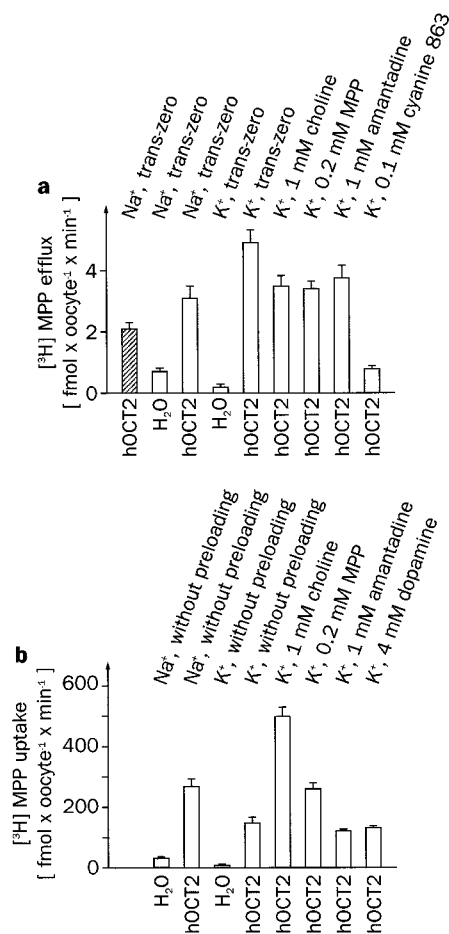 a
Na⁺, trans-zero
Na⁺, trans-zero
Na⁺, trans-zero
K⁺, trans-zero
K⁺, trans-zero
K⁺, 1 mM choline
K⁺, 0.2 mM MPP
K⁺, 1 mM amantadine
K⁺, 0.1 mM cyanine 863
[³H] MPP efflux
[ fmol x oocyte⁻¹ x min⁻¹ ]
4
2
0
hOCT2
H₂O
hOCT2
H₂O
hOCT2
hOCT2
hOCT2
hOCT2
hOCT2
b
Na⁺, without preloading
Na⁺, without preloading
K⁺, without preloading
K⁺, without preloading
K⁺, 1 mM choline
K⁺, 0.2 mM MPP
K⁺, 1 mM amantadine
K⁺, 4 mM dopamine
[³H] MPP uptake
[ fmol x oocyte⁻¹ x min⁻¹ ]
600
400
200
0
H₂O
hOCT2
H₂O
hOCT2
hOCT2
hOCT2
hOCT2
hOCT2